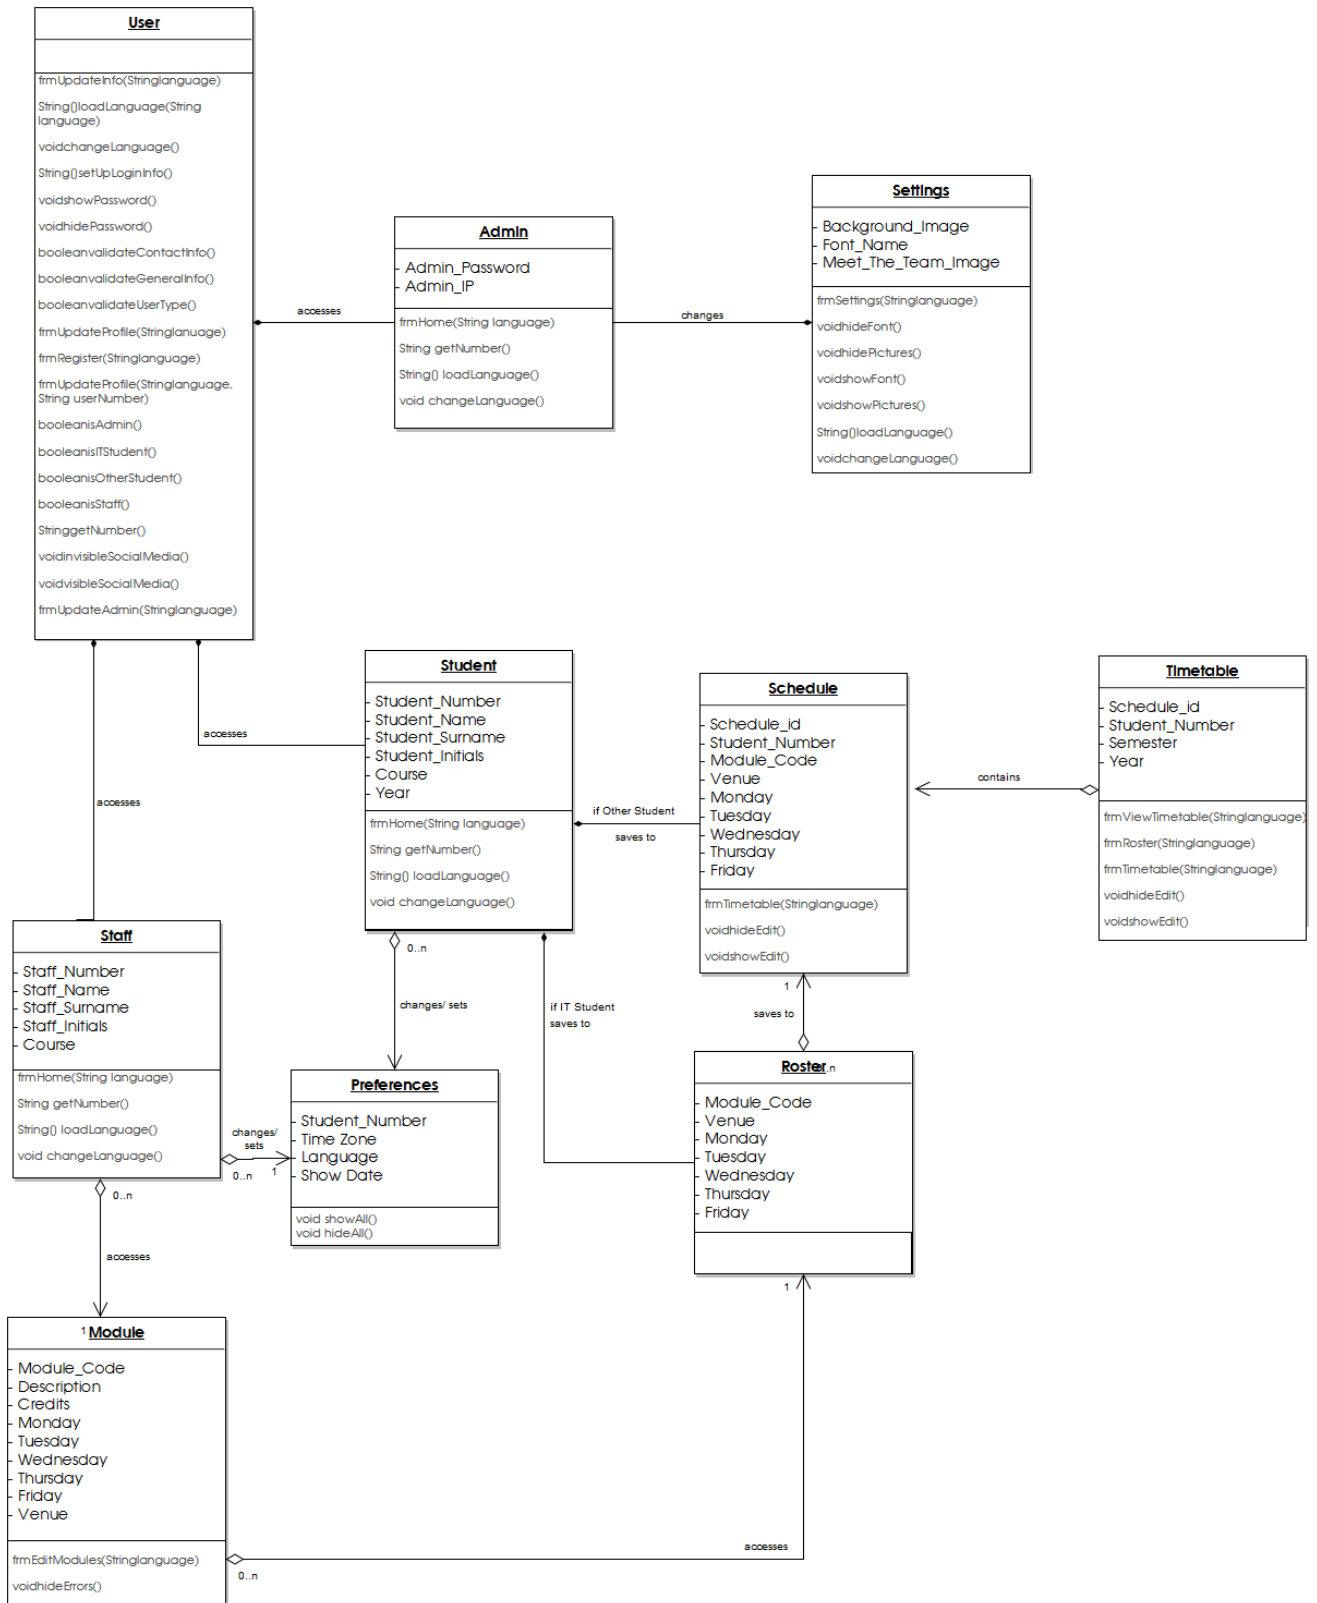 User
frmUpdateInfo(Stringlanguage)
String()loadLanguage(String
language)
voidchangeLanguage()
String()setUpLoginInfo()
voidshowPassword()
voidhidePassword()
booleanvalidateContactInfo()
booleanvalidateGeneralInfo()
booleanvalidateUserType()
frmUpdateProfile(Stringlanuage)
frmRegister(Stringlanguage)
frmUpdateProfile(Stringlanguage.
String userNumber)
booleanisAdmin()
booleanisITStudent()
booleanisOtherStudent()
booleanisStaff()
StringgetNumber()
voidinvisibleSocialMedia()
voidvisibleSocialMedia()
frmUpdateAdmin(Stringlanguage)
accesses
Admin
- Admin_Password
- Admin_IP
frmHome(String language)
String getNumber()
String() loadLanguage()
void changeLanguage()
changes
Settings
- Background_Image
- Font_Name
- Meet_The_Team_Image
frmSettings(Stringlanguage)
voidhideFont()
voidhidePictures()
voidshowFont()
voidshowPictures()
String()loadLanguage()
voidchangeLanguage()
accesses
accesses
Student
- Student_Number
- Student_Name
- Student_Surname
- Student_Initials
- Course
- Year
frmHome(String language)
String getNumber()
String() loadLanguage()
void changeLanguage()
if Other Student
saves to
Schedule
- Schedule_id
- Student_Number
- Module_Code
- Venue
- Monday
- Tuesday
- Wednesday
- Thursday
- Friday
frmTimetable(Stringlanguage)
voidhideEdit()
voidshowEdit()
contains
Timetable
- Schedule_id
- Student_Number
- Semester
- Year
frmViewTimetable(Stringlanguage)
frmRoster(Stringlanguage)
frmTimetable(Stringlanguage)
voidhideEdit()
voidshowEdit()
Staff
- Staff_Number
- Staff_Name
- Staff_Surname
- Staff_Initials
- Course
frmHome(String language)
String getNumber()
String() loadLanguage()
void changeLanguage()
0..n
changes/ sets
if IT Student
saves to
1
saves to
changes/
sets
0..n
1
Preferences
- Student_Number
- Time Zone
- Language
- Show Date
void showAll()
void hideAll()
Roster
.n
- Module_Code
- Venue
- Monday
- Tuesday
- Wednesday
- Thursday
- Friday
0..n
accesses
1
1
Module
- Module_Code
- Description
- Credits
- Monday
- Tuesday
- Wednesday
- Thursday
- Friday
- Venue
frmEditModules(Stringlanguage)
voidhideErrors()
0..n
accesses